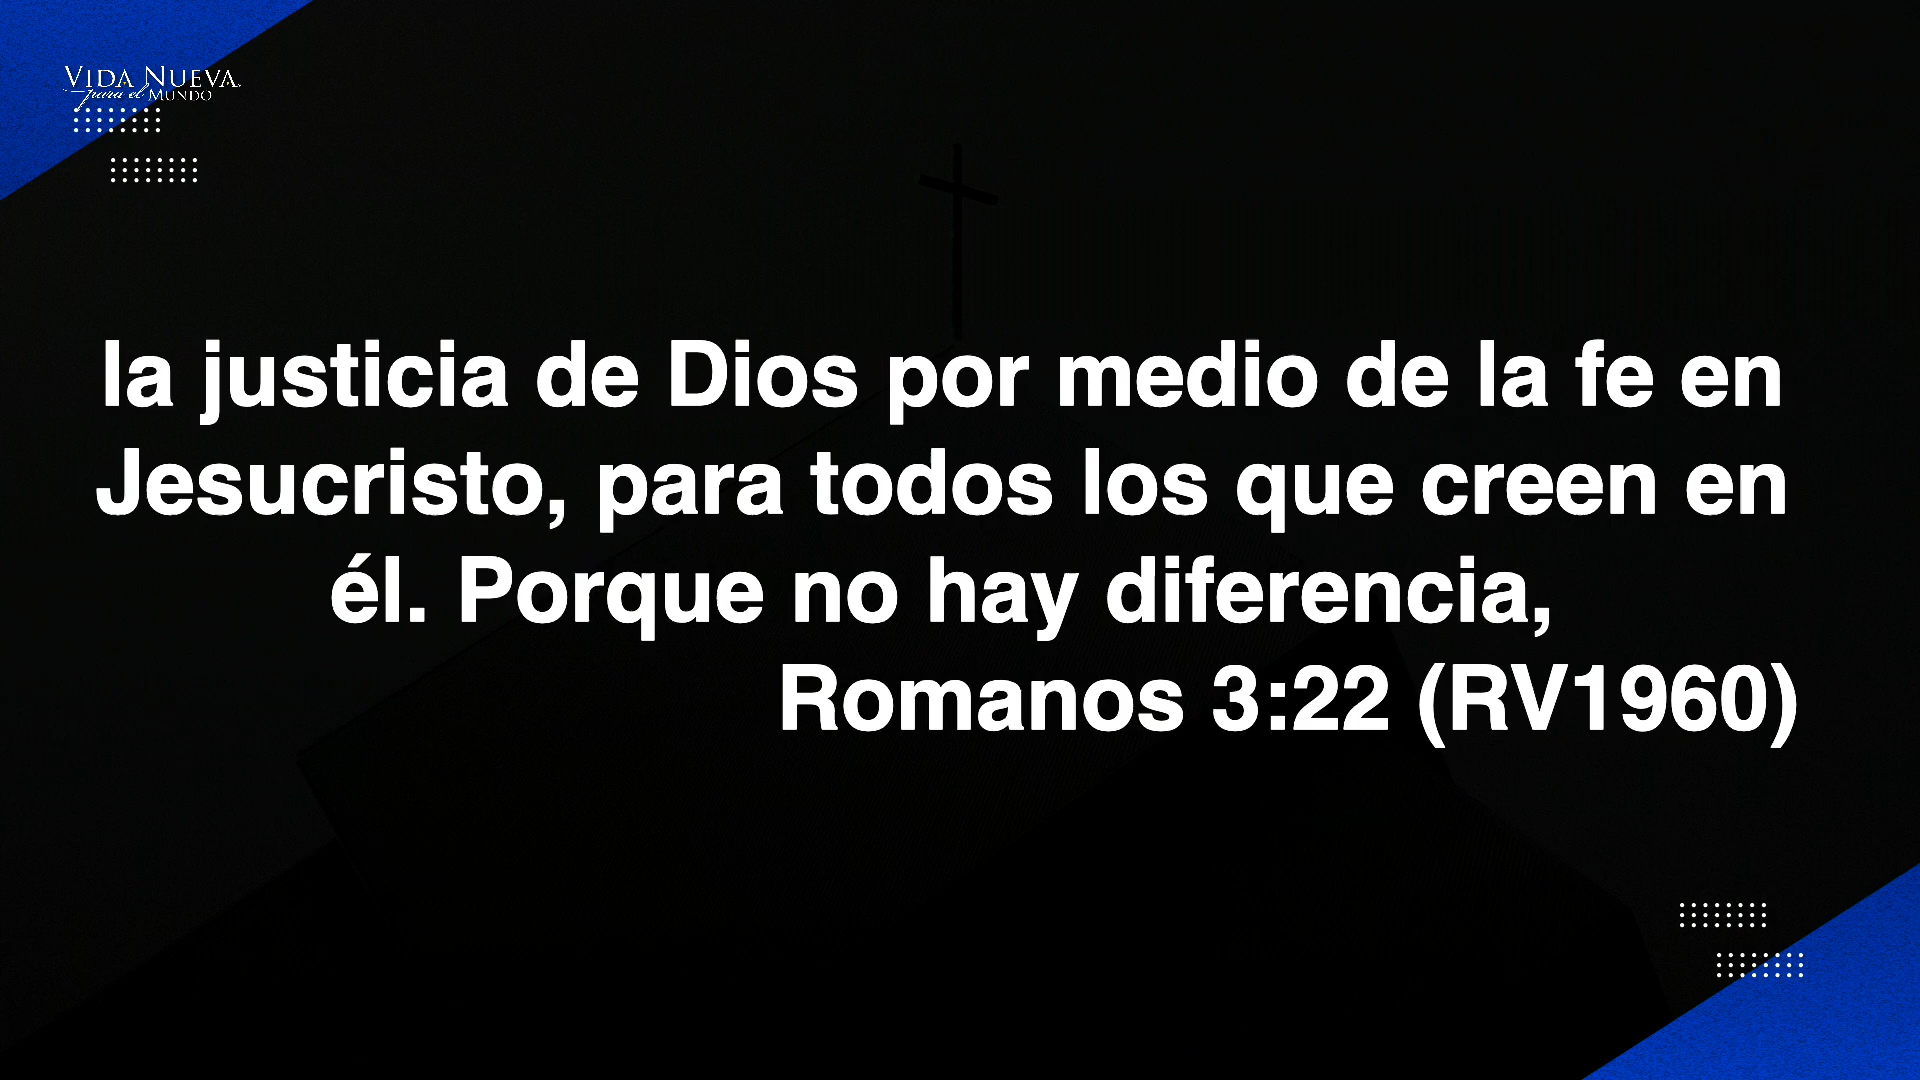 VIDA NUEVA
para el MUNDO
la justicia de Dios por medio de la fe en
Jesucristo, para todos los que creen en
él. Porque no hay diferencia,
Romanos 3:22 (RV1960)